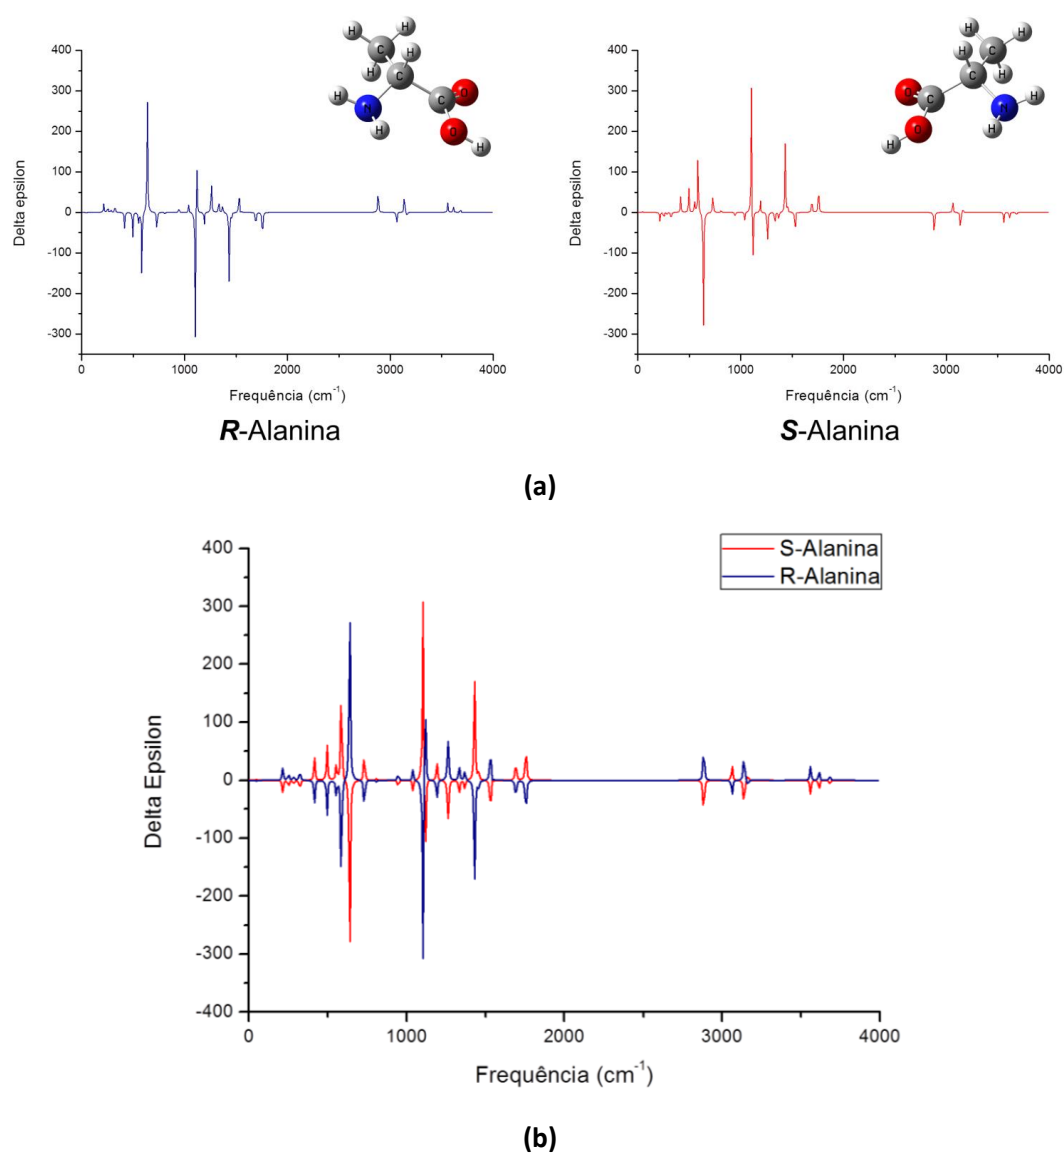 400
300
200
100
0
-100
-200
-300
Delta epsilon
0 1000 2000 3000 4000
Frequência (cm-1)
H H C H H C H N H C O O H
R-Alanina
400
300
200
100
0
-100
-200
-300
Delta epsilon
0 1000 2000 3000 4000
Frequência (cm-1)
H C H H H C O C N H O H H
S-Alanina
(a)
400
300
200
100
0
-100
-200
-300
-400
Delta Epsilon
S-Alanina
R-Alanina
0 1000 2000 3000 4000
Frequência (cm-1)
(b)